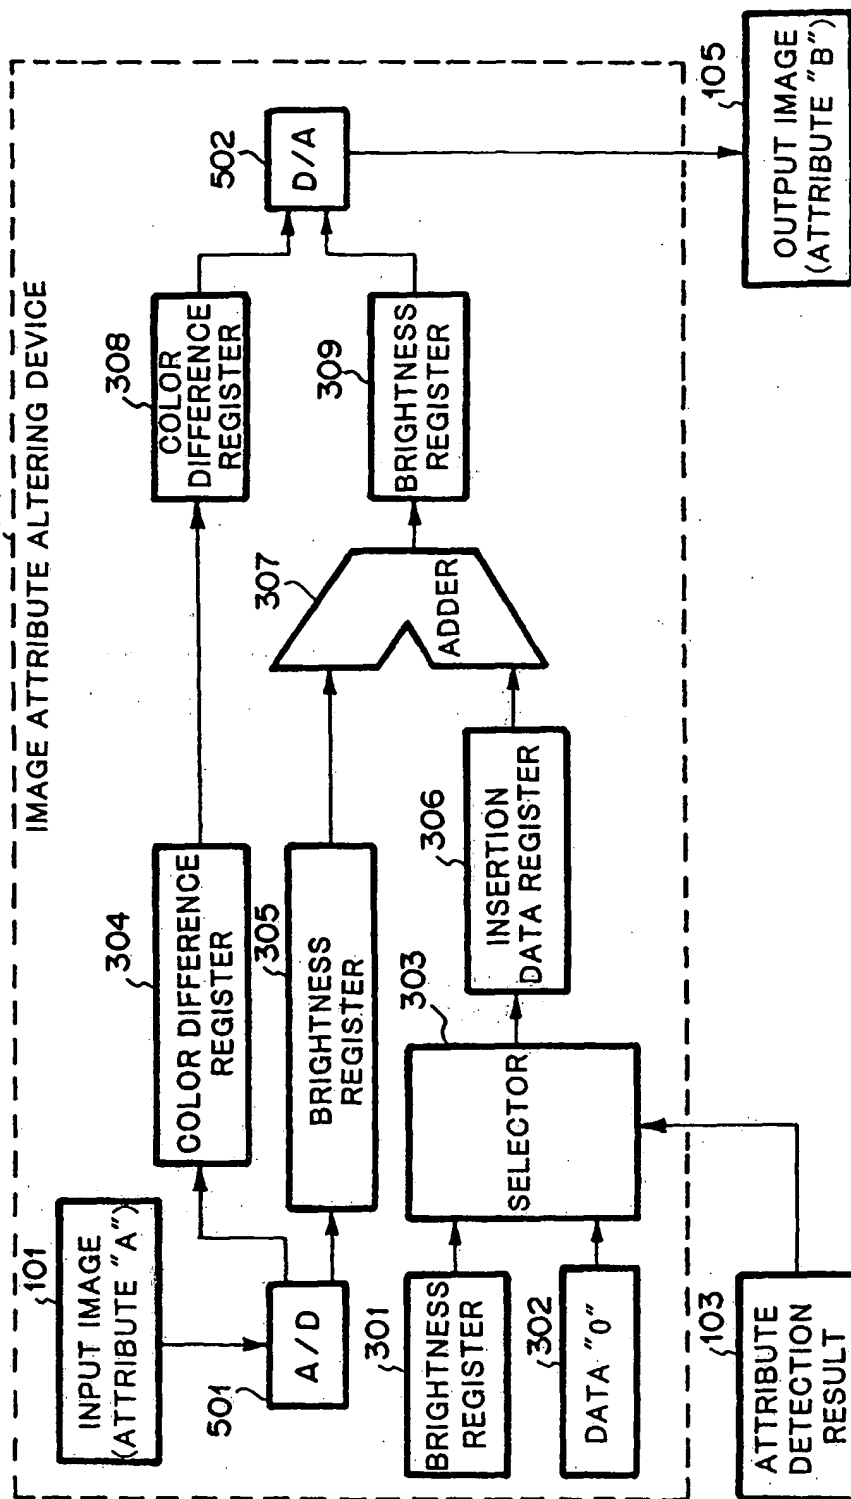 IMAGE ATTRIBUTE ALTERING DEVICE
101
INPUT IMAGE
(ATTRIBUTE "A")
501
A/D
304
COLOR DIFFERENCE
REGISTER
305
BRIGHTNESS
REGISTER
301
BRIGHTNESS
REGISTER
302
DATA "0"
303
SELECTOR
306
INSERTION
DATA REGISTER
307
ADDER
308
COLOR
DIFFERENCE
REGISTER
309
BRIGHTNESS
REGISTER
502
D/A
103
ATTRIBUTE
DETECTION
RESULT
105
OUTPUT IMAGE
(ATTRIBUTE "B")